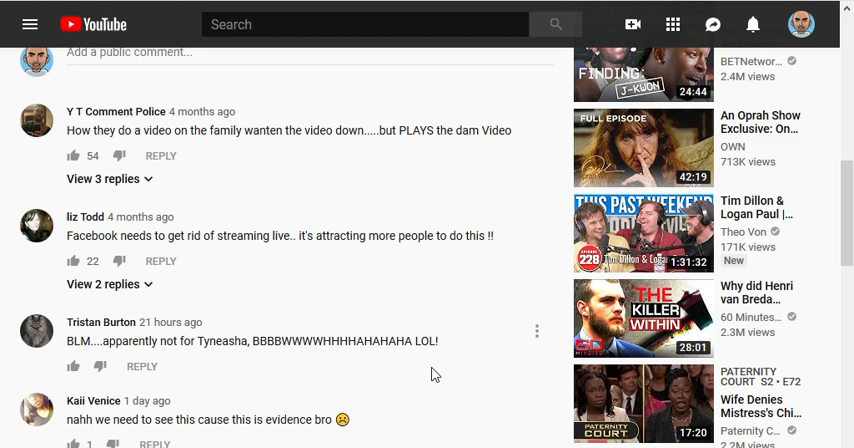 YouTube
Search
Add a public comment...
Y T Comment Police 4 months ago
How they do a video on the family wanten the video down.....but PLAYS the dam Video
54 REPLY
View 3 replies
liz Todd 4 months ago
Facebook needs to get rid of streaming live.. it's attracting more people to do this !!
22 REPLY
View 2 replies
Tristan Burton 21 hours ago
BLM....apparently not for Tyneasha, BBBBWWWWHHHHAHAHAHA LOL!
REPLY
Kaii Venice 1 day ago
nahh we need to see this cause this is evidence bro ☹️
1 REPLY
FINDING:
J-KWON
24:44
BETNetwor...
2.4M views
FULL EPISODE
42:19
An Oprah Show
Exclusive: On...
OWN
713K views
THIS PAST WEEKEND
EPISODE
228
Tim Dillon & Logan
1:31:32
Tim Dillon &
Logan Paul |...
Theo Von
171K views
New
THE
KILLER
WITHIN
60
MINUTES
28:01
Why did Henri
van Breda...
60 Minutes...
2.3M views
PATERNITY
COURT
17:20
PATERNITY
COURT S2 • E72
Wife Denies
Mistress's Chi...
Paternity C...
2.2M views